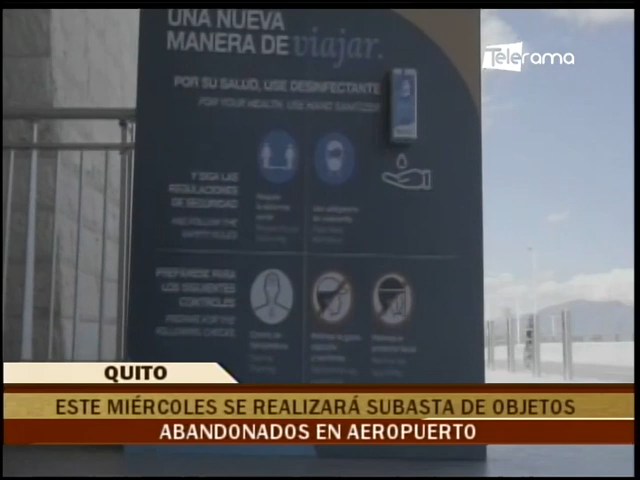 UNA NUEVA
MANERA DE viajar.
Telerama
POR SU SALUD, USE DESINFECTANTE
FOR YOUR HEALTH, USE HAND SANITIZER
Y SIGA LAS
REGULACIONES
DE SEGURIDAD
AND FOLLOW THE
SAFETY RULES
PREPÁRESE PARA
LOS SIGUIENTES
CONTROLES
PREPARE FOR THE
FOLLOWING CHECKS
QUITO
ESTE MIÉRCOLES SE REALIZARÁ SUBASTA DE OBJETOS
ABANDONADOS EN AEROPUERTO